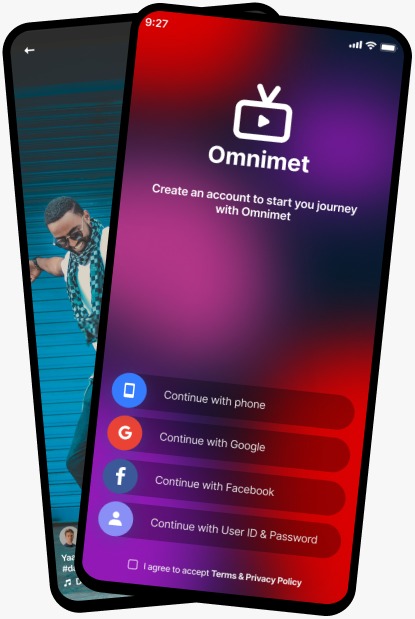 9:27
Omnimet
Create an account to start you journey
with Omnimet
Continue with phone
Continue with Google
Continue with Facebook
Continue with User ID & Password
I agree to accept Terms & Privacy Policy